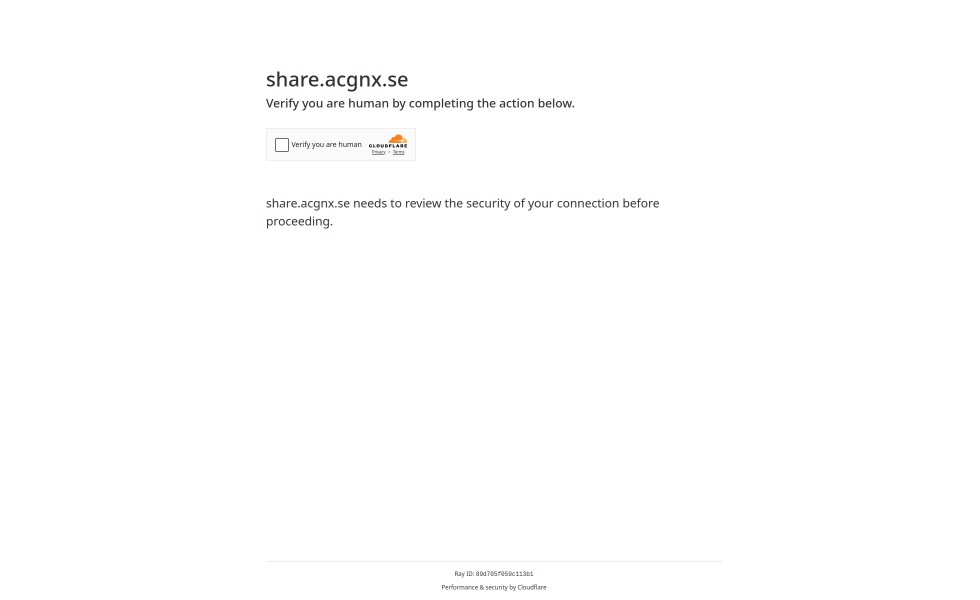 share.acgnx.se
Verify you are human by completing the action below.
Verify you are human
CLOUDFLARE
Privacy • Terms
share.acgnx.se needs to review the security of your connection before
proceeding.
Ray ID: 89d705f059c113b1
Performance & security by Cloudflare